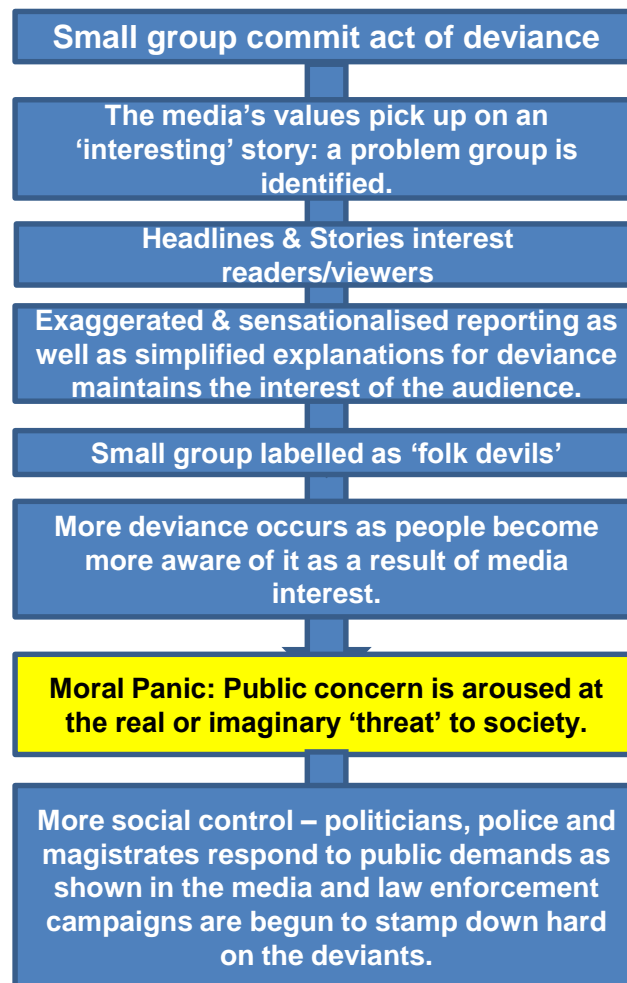 Small group commit act of deviance
The media's values pick up on an
‘interesting’ story: a problem group is
identified.
Headlines & Stories interest
readers/viewers
Exaggerated & sensationalised reporting as
well as simplified explanations for deviance
maintains the interest of the audience.
Small group labelled as ‘folk devils’
More deviance occurs as people become
more aware of it as a result of media
interest.
Moral Panic: Public concern is aroused at
the real or imaginary ‘threat’ to society.
More social control – politicians, police and
magistrates respond to public demands as
shown in the media and law enforcement
campaigns are begun to stamp down hard
on the deviants.